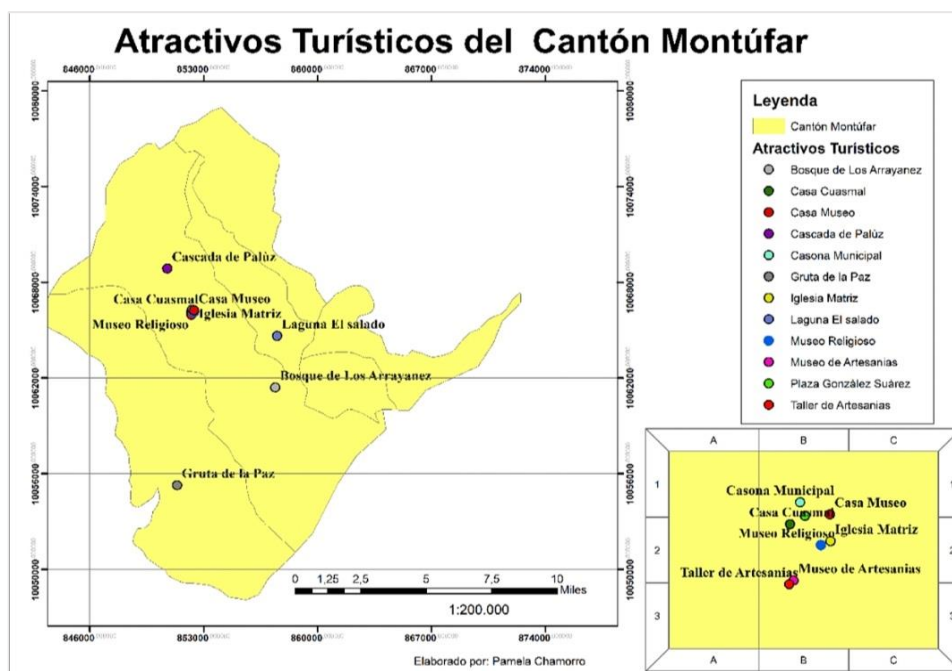 Atractivos Turísticos del Cantón Montúfar
846000 853000 860000 867000 874000
10080000
10074000
10068000
10062000
10056000
10050000
Cascada de Palùz
Casa Cuasmal Casa Museo
Museo Religioso Iglesia Matriz
Laguna El salado
Bosque de Los Arrayanez
Gruta de la Paz
0 1,25 2,5 5 7,5 10
Miles
1:200.000
846000 853000 860000 867000 874000
Elaborado por: Pamela Chamorro
Leyenda
Cantón Montúfar
Atractivos Turísticos
Bosque de Los Arrayanez
Casa Cuasmal
Casa Museo
Cascada de Palùz
Casona Municipal
Gruta de la Paz
Iglesia Matriz
Laguna El salado
Museo Religioso
Museo de Artesanias
Plaza González Suárez
Taller de Artesanias
A B C
1
2
3
Casona Municipal
Casa Museo
Casa Cuasmal
Museo Religioso Iglesia Matriz
Taller de Artesanias Museo de Artesanias
A B C